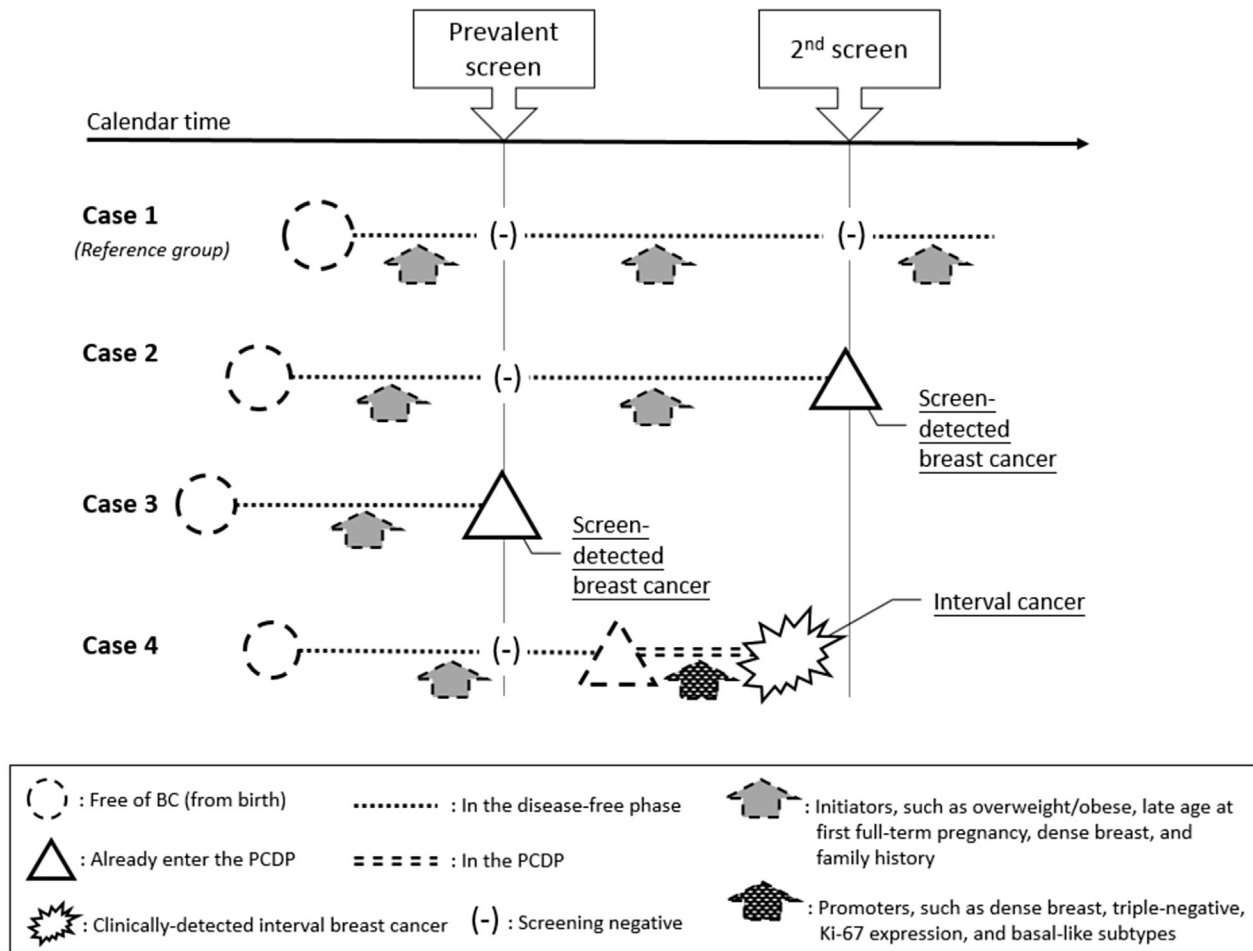 Prevalent
screen
2nd screen
Calendar time
Case 1
(Reference group)
(-)
(-)
Case 2
(-)
Screen-
detected
breast cancer
Case 3
Screen-
detected
breast cancer
Interval cancer
Case 4
(-)
: Free of BC (from birth)
: In the disease-free phase
: Initiators, such as overweight/obese, late age at
first full-term pregnancy, dense breast, and
family history
: Already enter the PCDP
: In the PCDP
: Clinically-detected interval breast cancer
(-) : Screening negative
: Promoters, such as dense breast, triple-negative,
Ki-67 expression, and basal-like subtypes